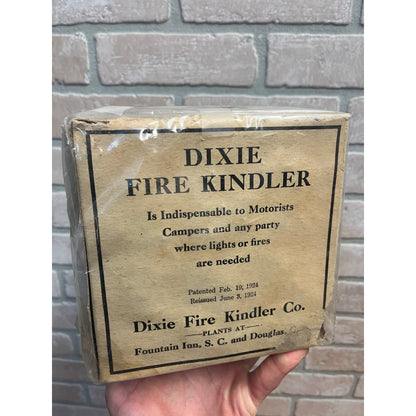 DIXIE
FIRE KINDLER
Is Indispensable to Motorists
Campers and any party
where lights or fires
are needed
Patented Feb. 19, 1924
Reissued June 3, 1924
Dixie Fire Kindler Co.
—PLANTS AT—
Fountain Inn, S. C. and Douglas,